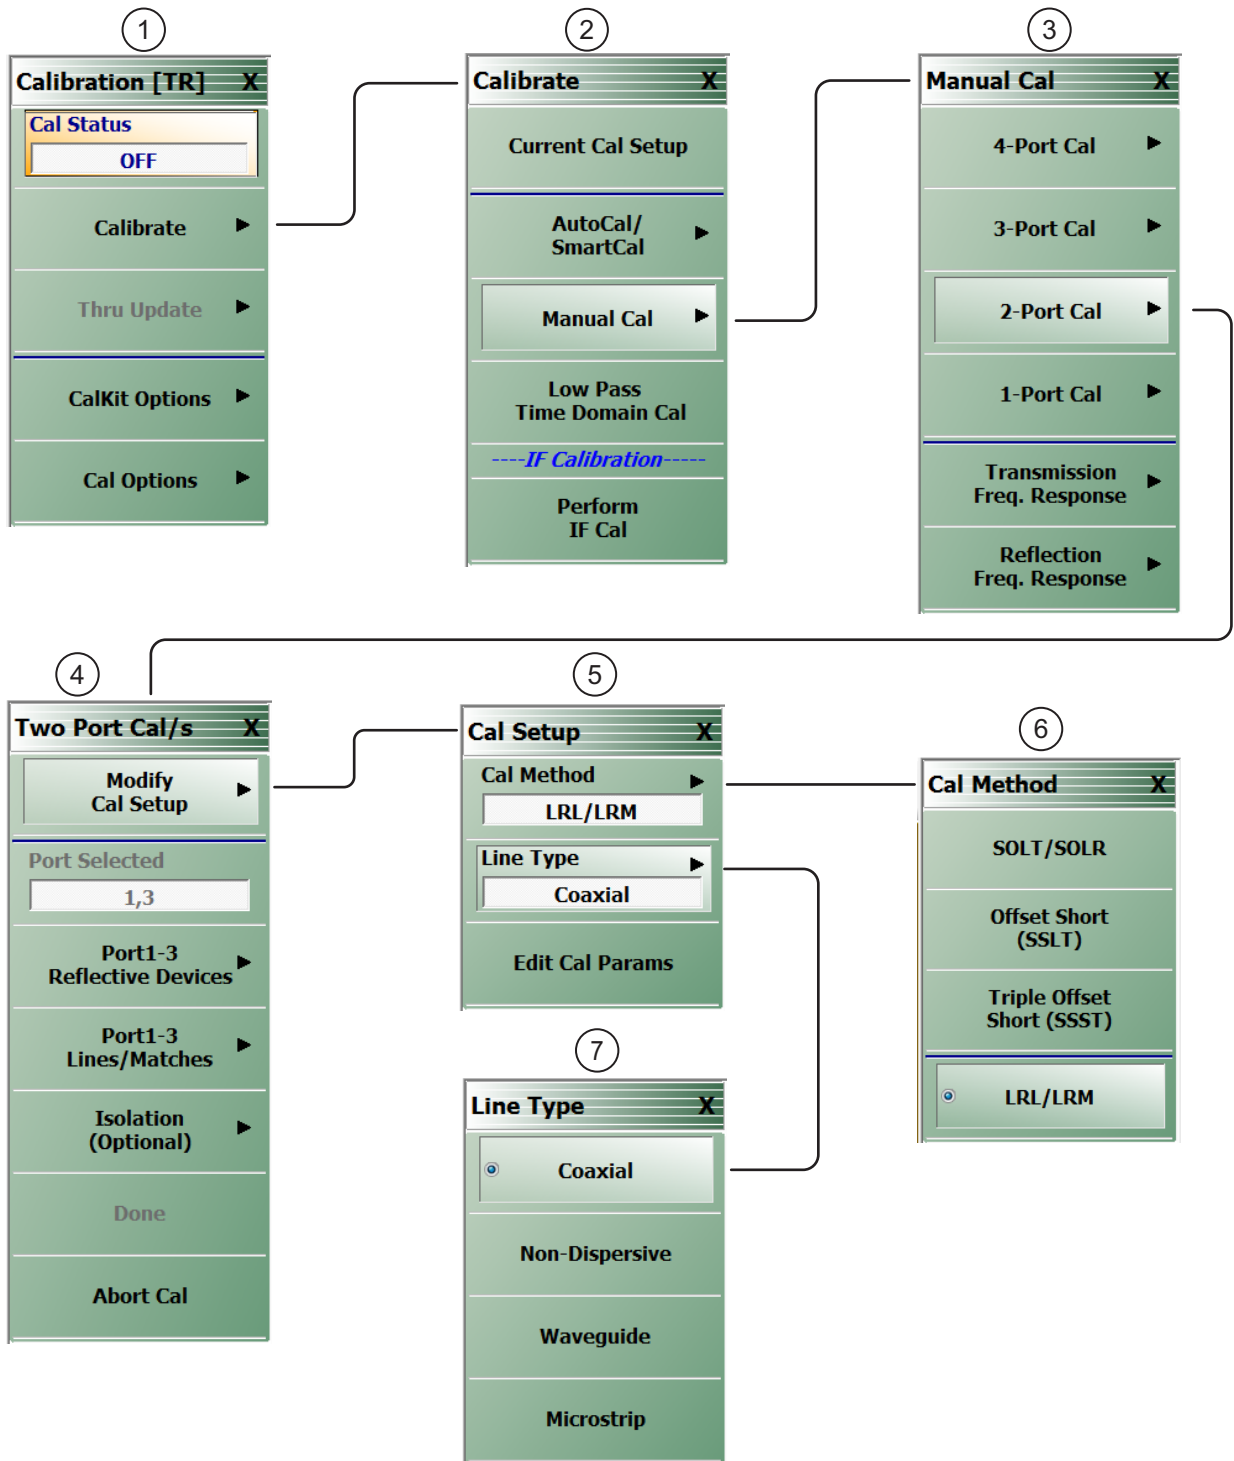 1
Calibration [TR] X
Cal Status
OFF
Calibrate
Thru Update
CalKit Options
Cal Options
2
Calibrate X
Current Cal Setup
AutoCal/
SmartCal
Manual Cal
Low Pass
Time Domain Cal
----IF Calibration-----
Perform
IF Cal
3
Manual Cal X
4-Port Cal
3-Port Cal
2-Port Cal
1-Port Cal
Transmission
Freq. Response
Reflection
Freq. Response
4
Two Port Cal/s X
Modify
Cal Setup
Port Selected
1,3
Port1-3
Reflective Devices
Port1-3
Lines/Matches
Isolation
(Optional)
Done
Abort Cal
5
Cal Setup X
Cal Method
LRL/LRM
Line Type
Coaxial
Edit Cal Params
6
Cal Method X
SOLT/SOLR
Offset Short
(SSLT)
Triple Offset
Short (SSST)
LRL/LRM
7
Line Type X
Coaxial
Non-Dispersive
Waveguide
Microstrip